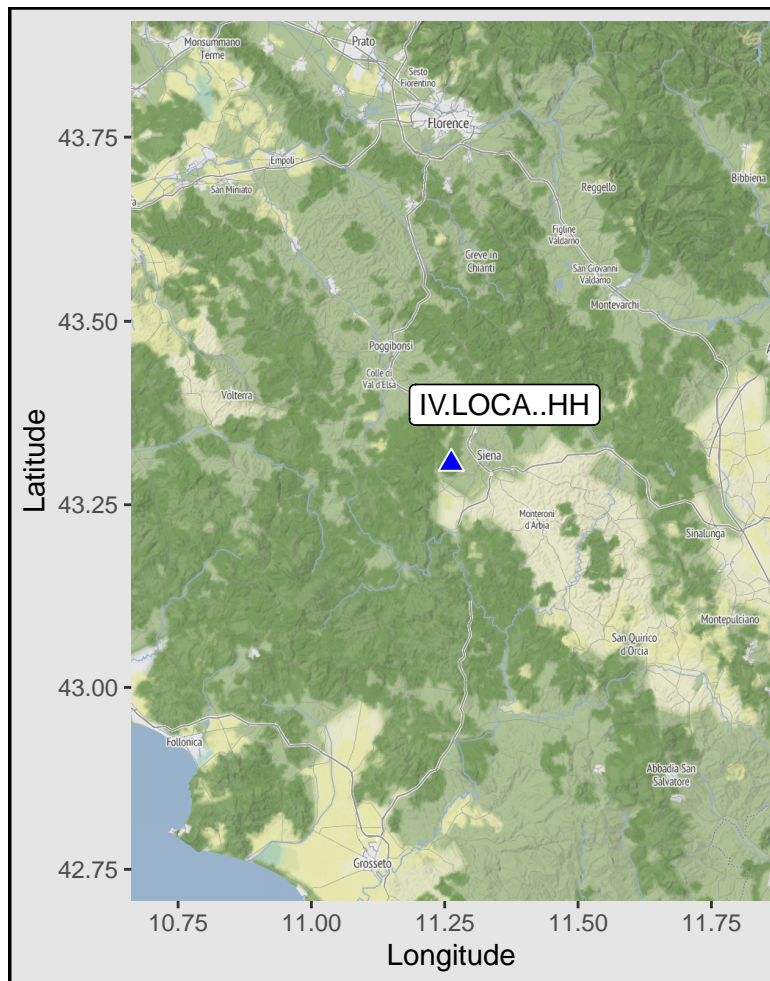 Monsummano
Terme
Prato
Sesto
Fiorentino
Florence
43.75
Empoli
Bibbiena
San Miniato
Reggello
Figline
Valdarno
Greve in
Chianti
San Giovanni
Valdarno
Montevarchi
43.50
Poggibonsi
Colle di
Val d'Elsa
Volterra
IV.LOCA..HH
Siena
Latitude
43.25
Monteroni
d'Arbia
Sinalunga
Montepulciano
San Quirico
d'Orcia
43.00
Follonica
Abbadia San
Salvatore
Grosseto
42.75
10.75 11.00 11.25 11.50 11.75
Longitude